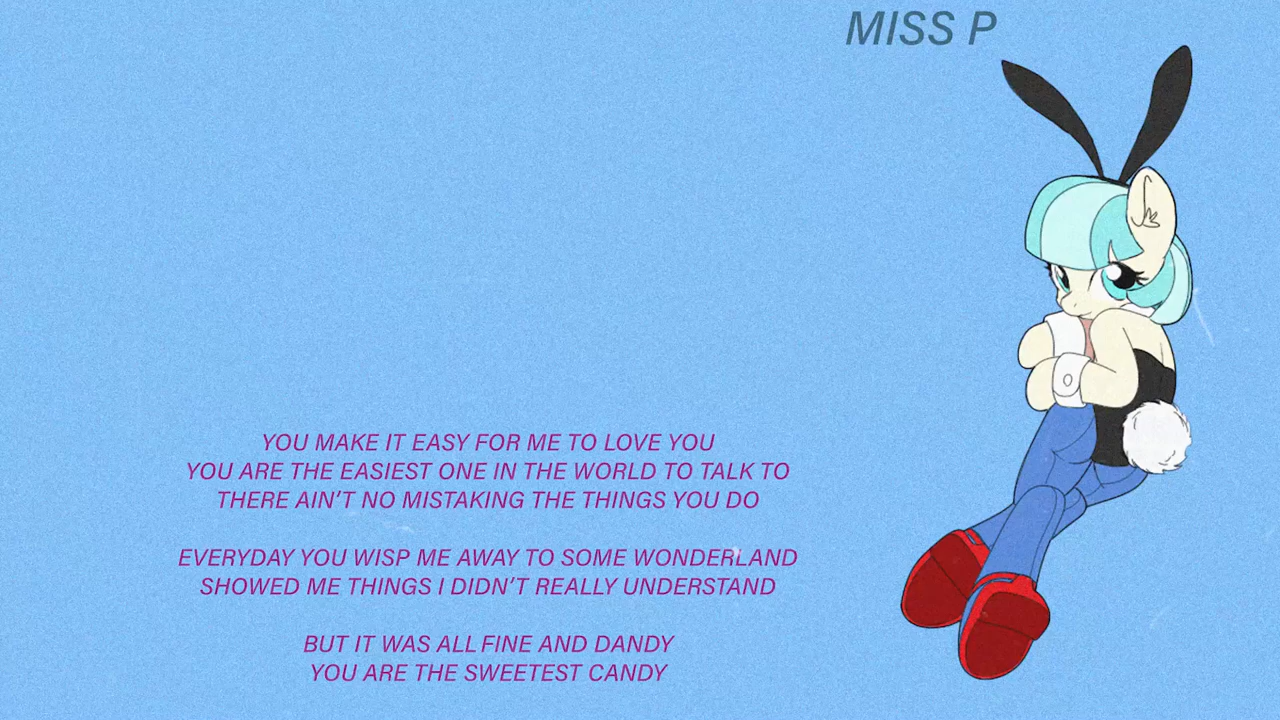 MISS P
YOU MAKE IT EASY FOR ME TO LOVE YOU
YOU ARE THE EASIEST ONE IN THE WORLD TO TALK TO
THERE AIN'T NO MISTAKING THE THINGS YOU DO
EVERYDAY YOU WISP ME AWAY TO SOME WONDERLAND
SHOWED ME THINGS I DIDN'T REALLY UNDERSTAND
BUT IT WAS ALL FINE AND DANDY
YOU ARE THE SWEETEST CANDY